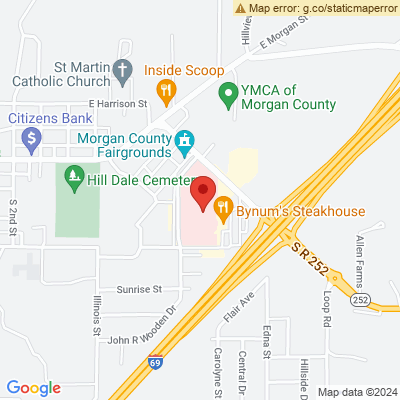 Map error: g.co/staticmaperror
Hillview
E Morgan St
St Martin
Catholic Church
Inside Scoop
YMCA of
Morgan County
E Harrison St
Citizens Bank
Morgan County
Fairgrounds
Hill Dale Cemetery
Bynum's Steakhouse
S 2nd St
S R 252
Allen Farms
252
Sunrise St
Illinois St
John R Wooden Dr
Flair Ave
Loop Rd
69
Edna St
Carolyne St
Central Dr
Hillside D
Google
Map data ©2024